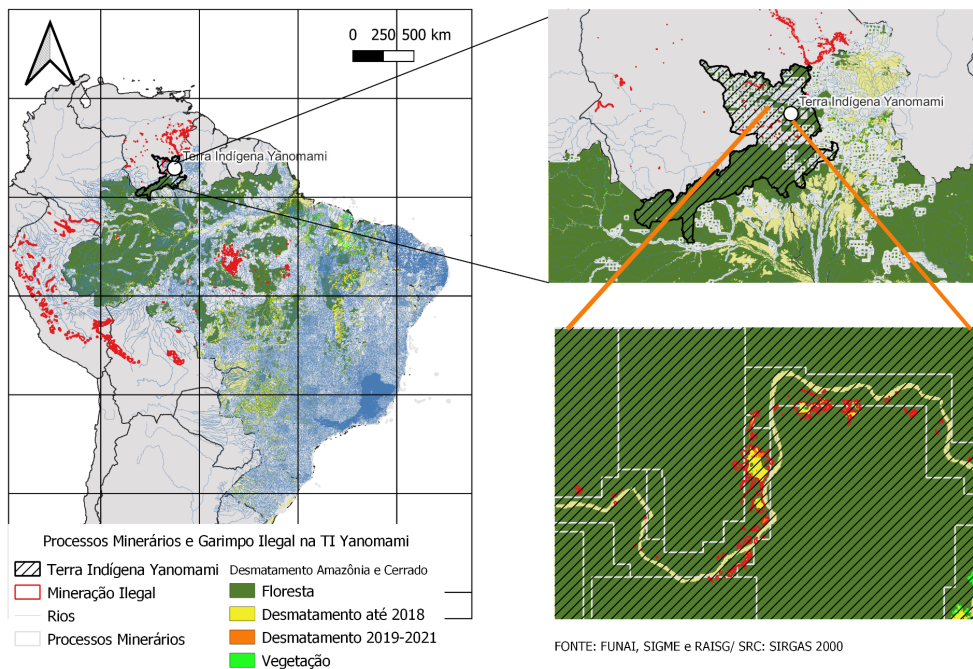 0 250 500 km
Terra Indígena Yanomami
Terra Indígena Yanomami
Processos Minerários e Garimpo Ilegal na TI Yanomami
Terra Indígena Yanomami
Mineração Ilegal
Rios
Processos Minerários
Desmatamento Amazônia e Cerrado
Floresta
Desmatamento até 2018
Desmatamento 2019-2021
Vegetação
FONTE: FUNAI, SIGME e RAISG/ SRC: SIRGAS 2000